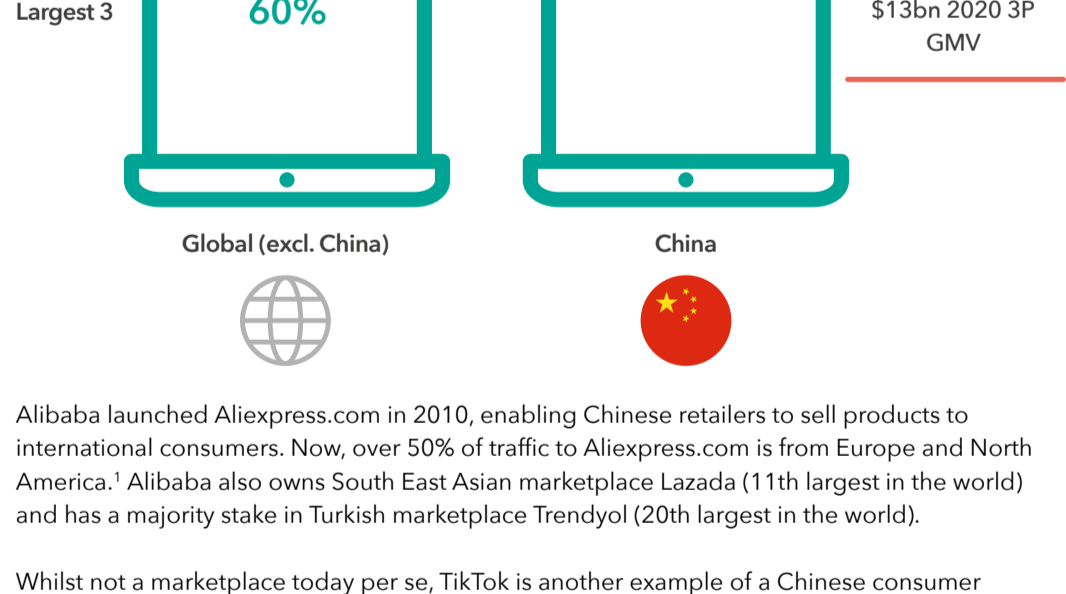 Largest 3
60%
$13bn 2020 3P
GMV
Global (excl. China)
China
Alibaba launched Aliexpress.com in 2010, enabling Chinese retailers to sell products to
international consumers. Now, over 50% of traffic to Aliexpress.com is from Europe and North
America.¹ Alibaba also owns South East Asian marketplace Lazada (11th largest in the world)
and has a majority stake in Turkish marketplace Trendyol (20th largest in the world).
Whilst not a marketplace today per se, TikTok is another example of a Chinese consumer